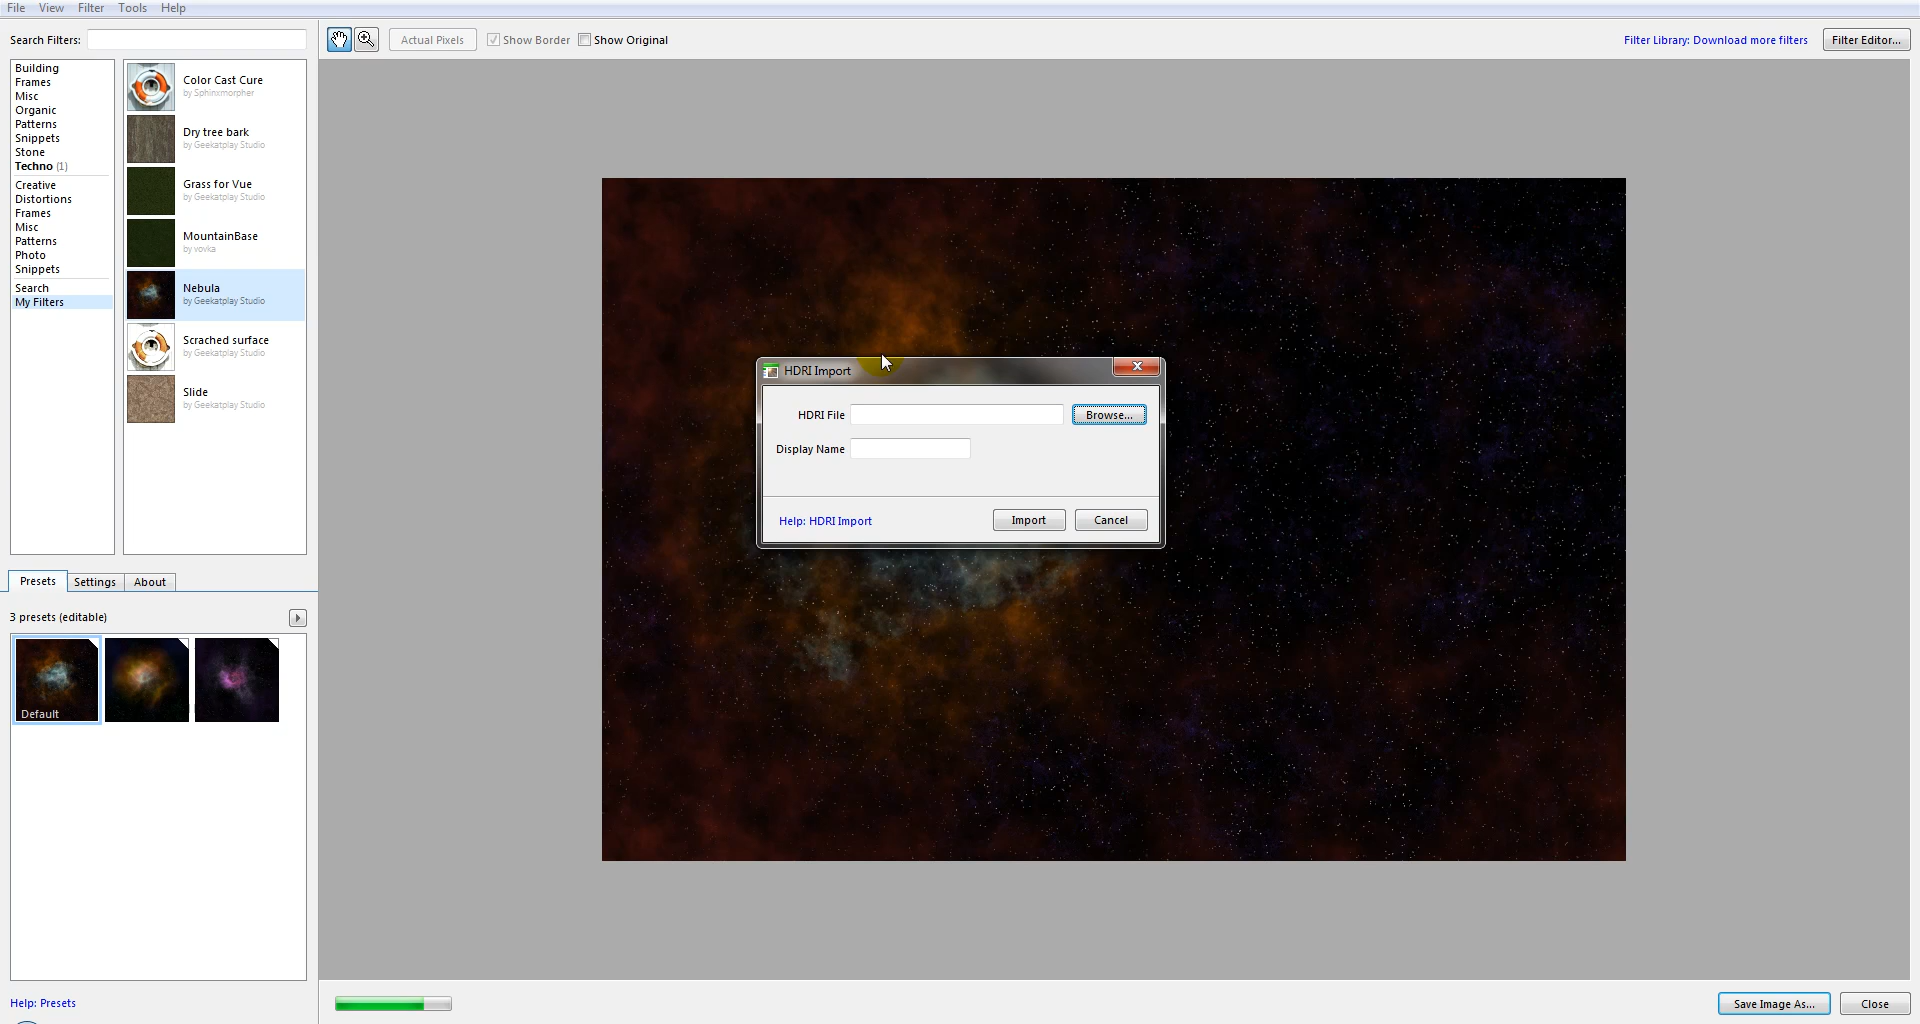 File View Filter Tools Help
Search Filters:
Actual Pixels
Show Border
Show Original
Filter Library: Download more filters
Filter Editor...
Building
Frames
Misc
Organic
Patterns
Snippets
Stone
Techno (1)
Creative
Distortions
Frames
Misc
Patterns
Photo
Snippets
Search
My Filters
Color Cast Cure
by Sphinxmorpher
Dry tree bark
by Geekatplay Studio
Grass for Vue
by Geekatplay Studio
MountainBase
by vovka
Nebula
by Geekatplay Studio
Scrached surface
by Geekatplay Studio
Slide
by Geekatplay Studio
HDRI Import
HDRI File
Browse...
Display Name
Help: HDRI Import
Import
Cancel
Presets Settings About
3 presets (editable)
Default
Help: Presets
Save Image As...
Close